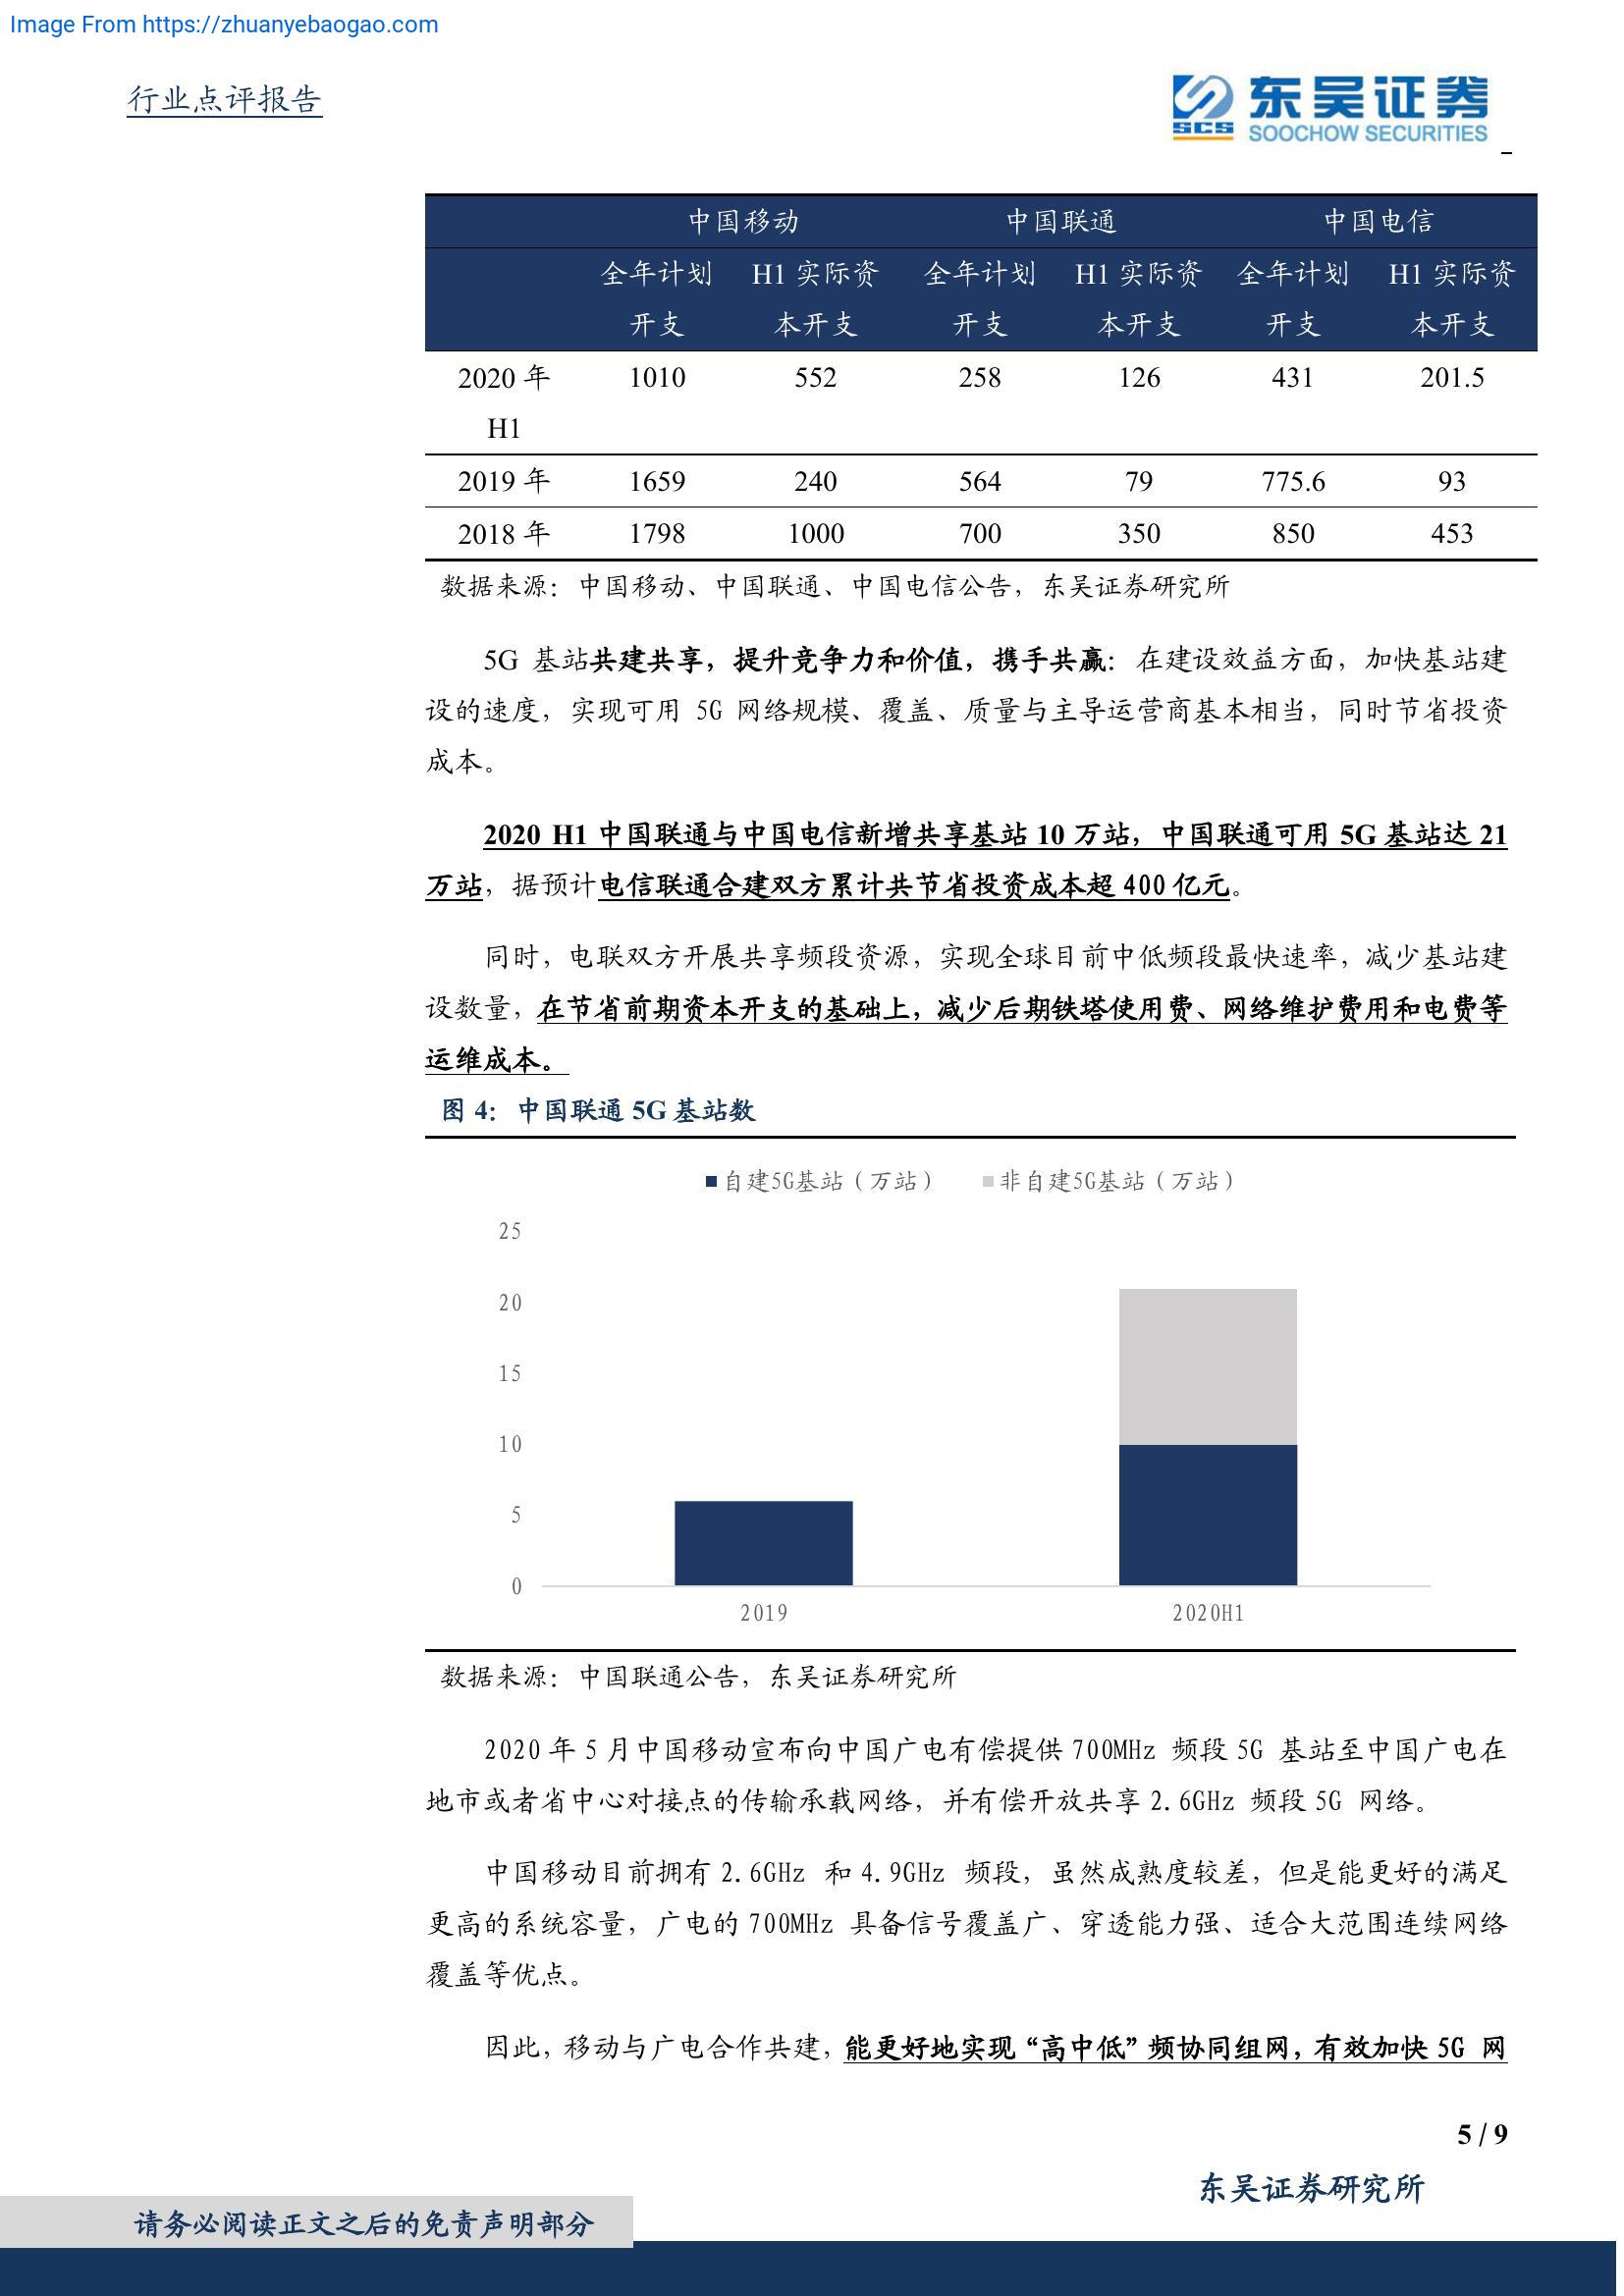 Image From https://zhuanyebaogao.com
行业点评报告
SCS 东吴证券
SOOCHOW SECURITIES
中国移动 中国联通 中国电信
全年计划 H1 实际资 全年计划 H1 实际资 全年计划 H1 实际资
开支 本开支 开支 本开支 开支 本开支
2020 年 1010 552 258 126 431 201.5
H1
2019 年 1659 240 564 79 775.6 93
2018 年 1798 1000 700 350 850 453
数据来源：中国移动、中国联通、中国电信公告，东吴证券研究所
5G 基站共建共享，提升竞争力和价值，携手共赢：在建设效益方面，加快基站建
设的速度，实现可用 5G 网络规模、覆盖、质量与主导运营商基本相当，同时节省投资
成本。
2020 H1 中国联通与中国电信新增共享基站 10 万站，中国联通可用 5G 基站达 21
万站，据预计电信联通合建双方累计共节省投资成本超 400 亿元。
同时，电联双方开展共享频段资源，实现全球目前中低频段最快速率，减少基站建
设数量，在节省前期资本开支的基础上，减少后期铁塔使用费、网络维护费用和电费等
运维成本。
图 4：中国联通 5G 基站数
自建5G基站（万站） 非自建5G基站（万站）
25
20
15
10
5
0
2019 2020H1
数据来源：中国联通公告，东吴证券研究所
2020 年 5 月中国移动宣布向中国广电有偿提供 700MHz 频段 5G 基站至中国广电在
地市或者省中心对接点的传输承载网络，并有偿开放共享 2.6GHz 频段 5G 网络。
中国移动目前拥有 2.6GHz 和 4.9GHz 频段，虽然成熟度较差，但是能更好的满足
更高的系统容量，广电的 700MHz 具备信号覆盖广、穿透能力强、适合大范围连续网络
覆盖等优点。
因此，移动与广电合作共建，能更好地实现“高中低”频协同组网，有效加快 5G 网
5 / 9
东吴证券研究所
请务必阅读正文之后的免责声明部分